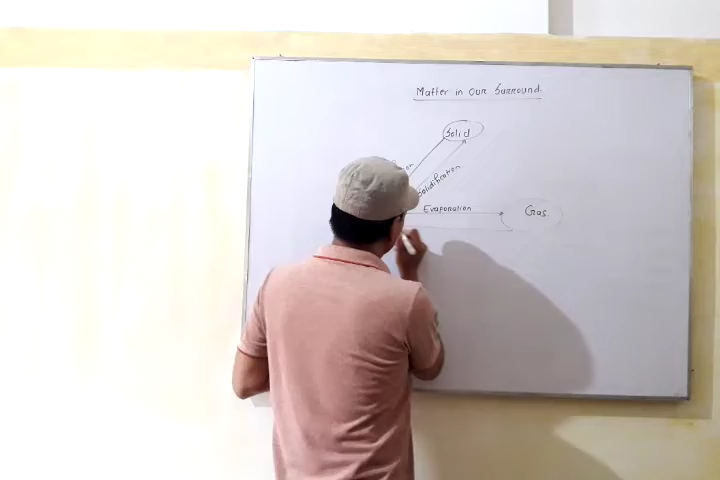 Matter in Our Surround
Solid
Solidification
Evaporation
Gas